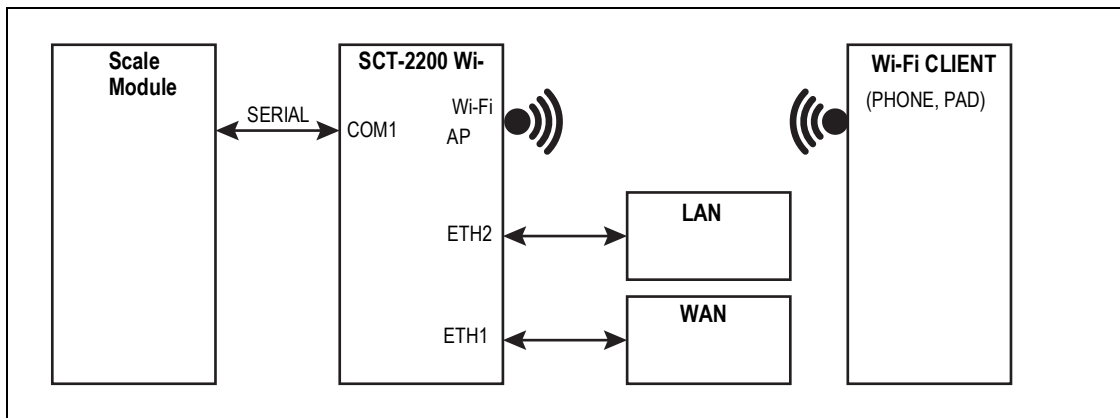 Scale
Module
SERIAL
SCT-2200 Wi-
Wi-Fi
AP
COM1
ETH2
ETH1
LAN
WAN
Wi-Fi CLIENT
(PHONE, PAD)